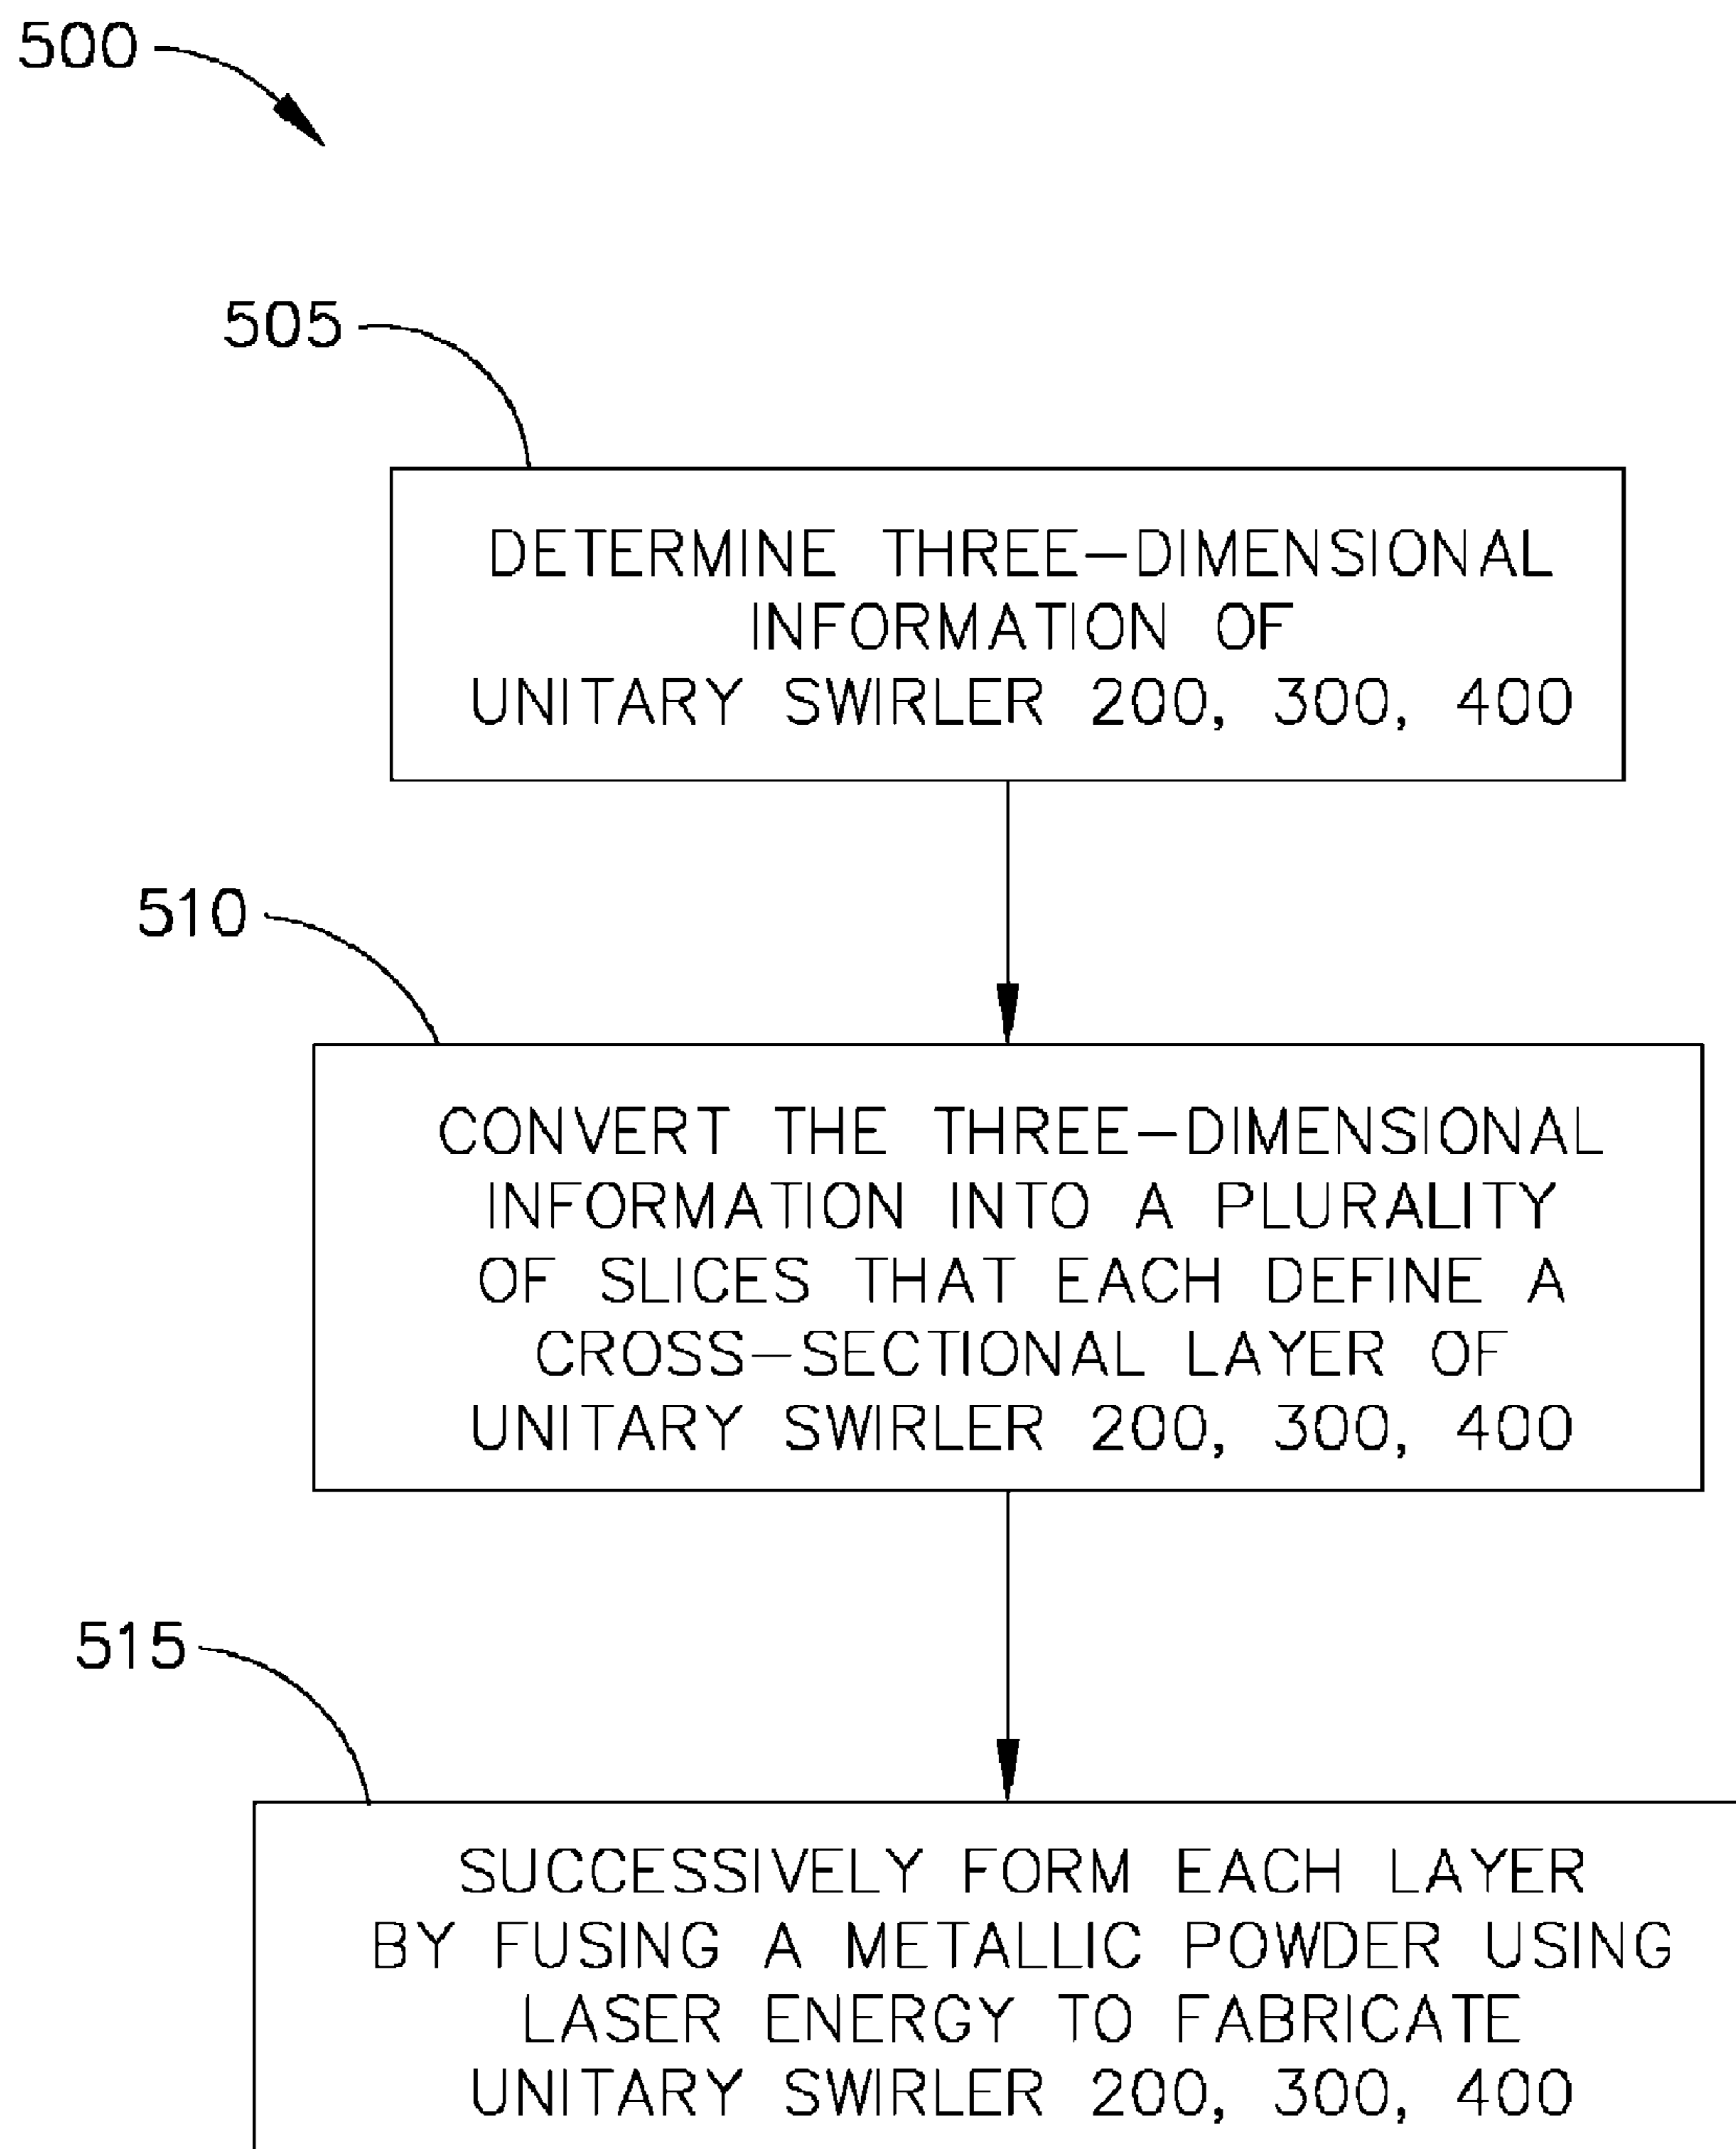 500
505
DETERMINE THREE-DIMENSIONAL
INFORMATION OF
UNITARY SWIRLER 200, 300, 400
510
CONVERT THE THREE-DIMENSIONAL
INFORMATION INTO A PLURALITY
OF SLICES THAT EACH DEFINE A
CROSS-SECTIONAL LAYER OF
UNITARY SWIRLER 200, 300, 400
515
SUCCESSIVELY FORM EACH LAYER
BY FUSING A METALLIC POWDER USING
LASER ENERGY TO FABRICATE
UNITARY SWIRLER 200, 300, 400